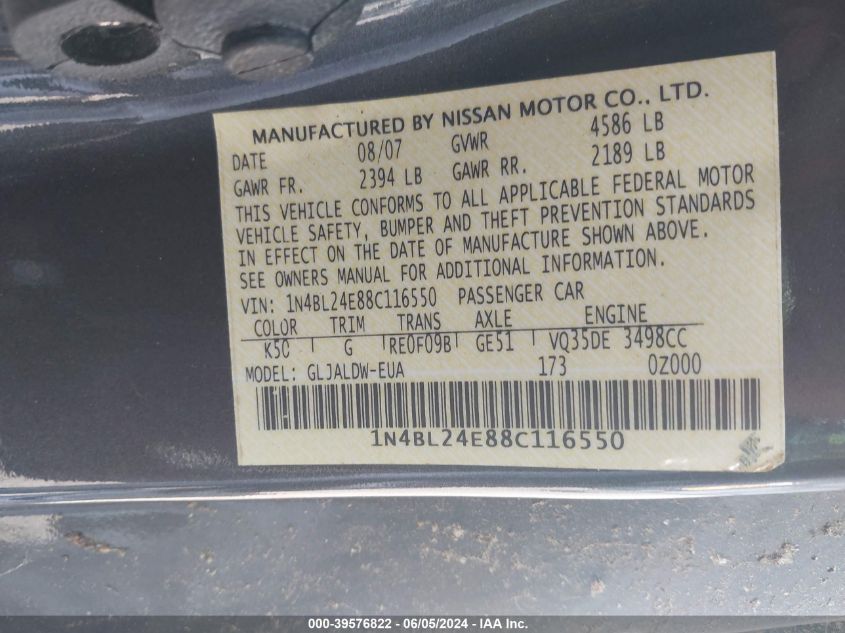 MANUFACTURED BY NISSAN MOTOR CO., LTD.
DATE 08/07 GVWR 4586 LB
GAWR FR. 2394 LB GAWR RR. 2189 LB
THIS VEHICLE CONFORMS TO ALL APPLICABLE FEDERAL MOTOR
VEHICLE SAFETY, BUMPER AND THEFT PREVENTION STANDARDS
IN EFFECT ON THE DATE OF MANUFACTURE SHOWN ABOVE.
SEE OWNERS MANUAL FOR ADDITIONAL INFORMATION.
VIN: 1N4BL24E88C116550 PASSENGER CAR
COLOR TRIM TRANS AXLE ENGINE
K50 G RE0F09B GE51 VQ35DE 3498CC
MODEL: GLJALDW-EUA 173 0Z000
1N4BL24E88C116550
000-39576822 - 06/05/2024 - IAA Inc.